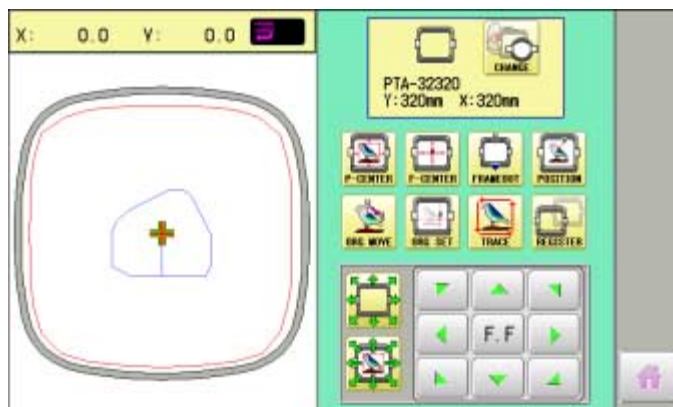 X: 0.0 Y: 0.0
CHANGE
PTA-32320
Y:320mm X:320mm
P-CENTER F-CENTER FRAMEOUT POSITION
ORG MOVE ORG SET TRACE REGISTER
F.F